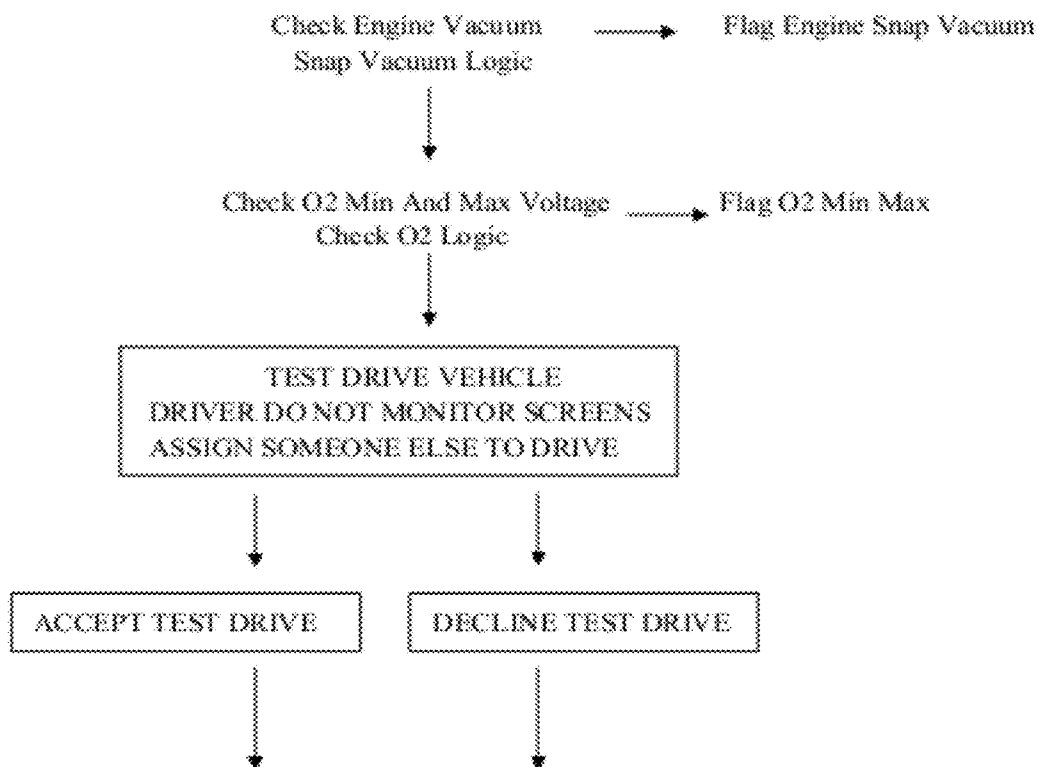 Check Engine Vacuum
Snap Vacuum Logic
Flag Engine Snap Vacuum
Check O2 Min And Max Voltage
Check O2 Logic
Flag O2 Min Max
TEST DRIVE VEHICLE
DRIVER DO NOT MONITOR SCREENS
ASSIGN SOMEONE ELSE TO DRIVE
ACCEPT TEST DRIVE
DECLINE TEST DRIVE